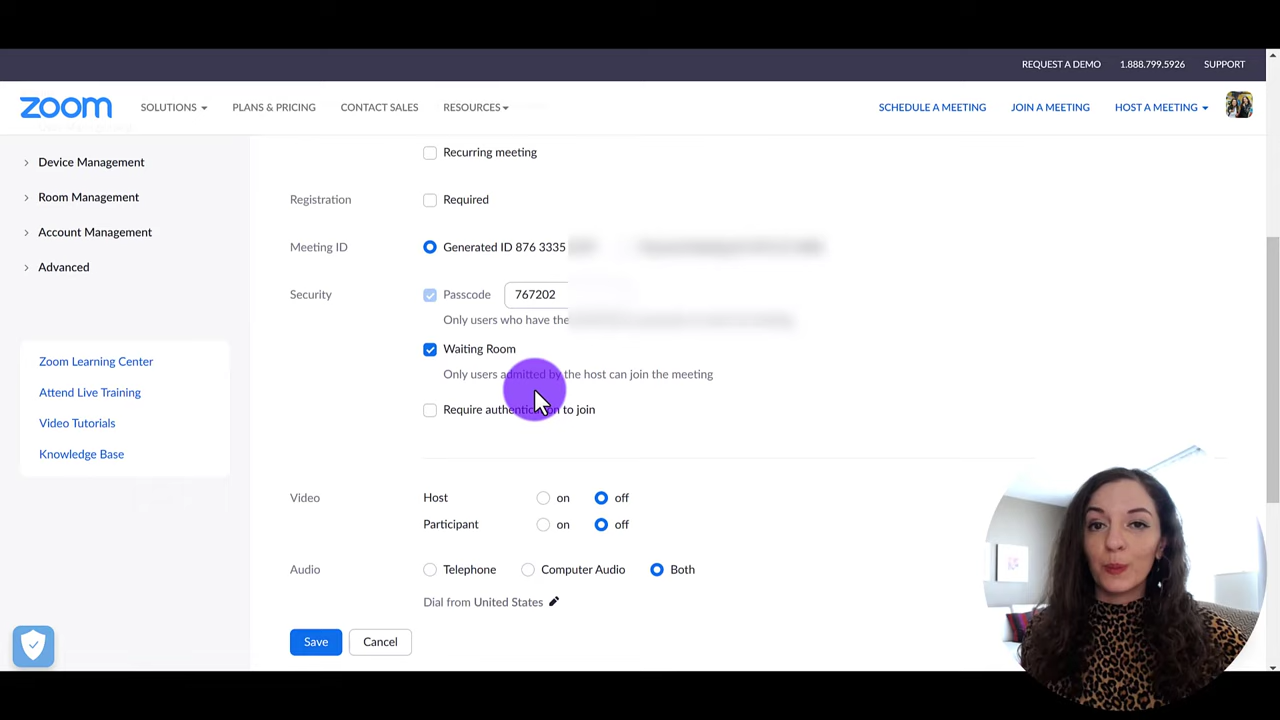 REQUEST A DEMO 1.888.799.5926 SUPPORT
zoom SOLUTIONS PLANS & PRICING CONTACT SALES RESOURCES SCHEDULE A MEETING JOIN A MEETING HOST A MEETING
Device Management
Room Management
Account Management
Advanced
Zoom Learning Center
Attend Live Training
Video Tutorials
Knowledge Base
Recurring meeting
Registration Required
Meeting ID Generated ID 876 3335
Security Passcode 767202
Only users who have the
Waiting Room
Only users admitted by the host can join the meeting
Require authentication to join
Video Host on off
Participant on off
Audio Telephone Computer Audio Both
Dial from United States
Save Cancel